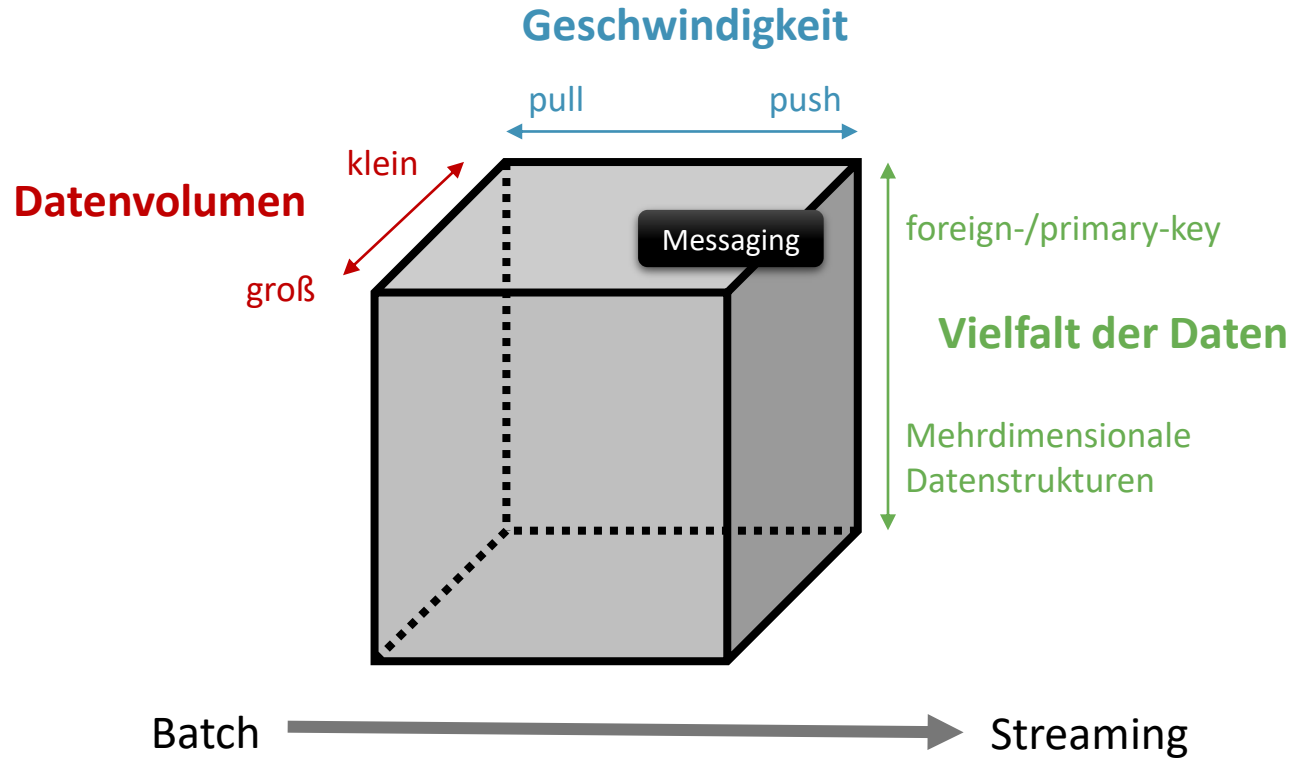 Geschwindigkeit
pull
push
klein
Datenvolumen
groß
Messaging
foreign-/primary-key
Vielfalt der Daten
Mehrdimensionale
Datenstrukturen
Batch
Streaming